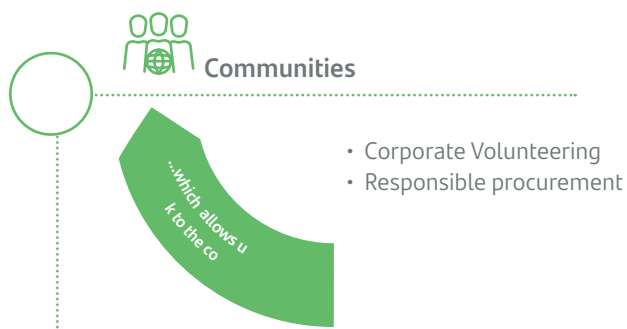 Communities
• Corporate Volunteering
• Responsible procurement
...which allows u
k to the co